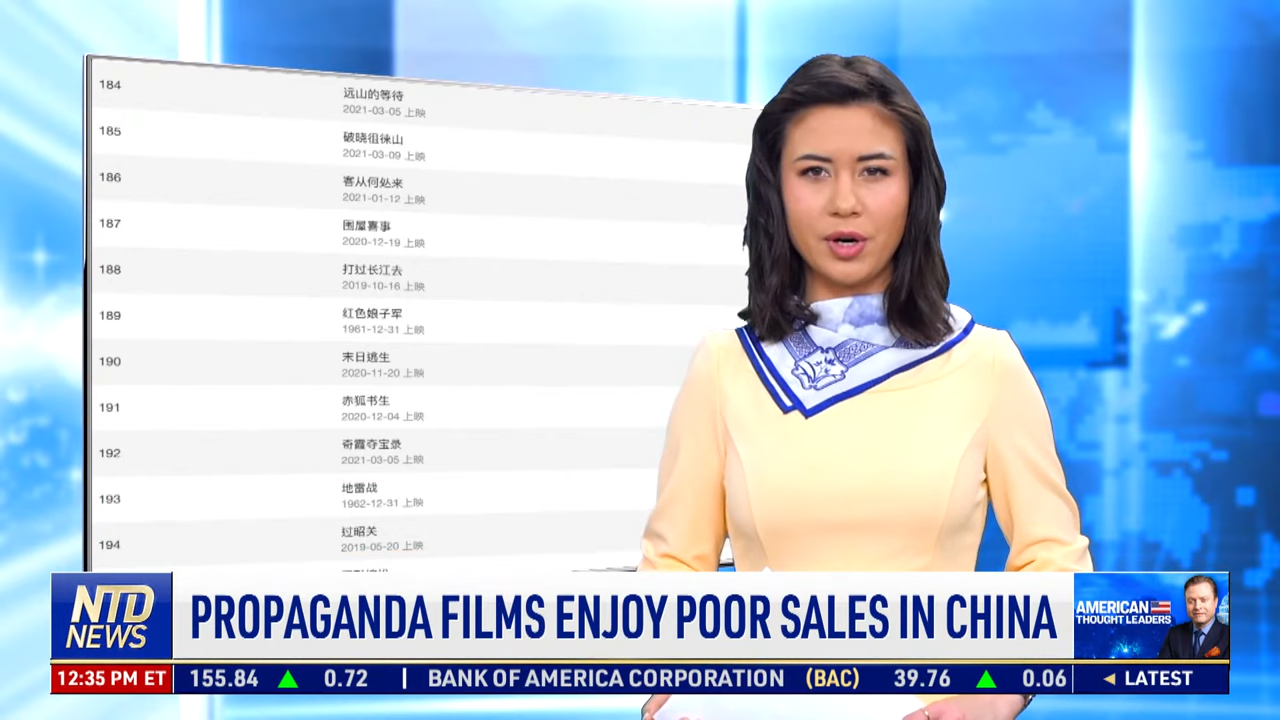 184
远山的等待
2021-03-05 上映
185
破晓徂徕山
2021-03-09 上映
186
客从何处来
2021-01-12 上映
187
围屋喜事
2020-12-19 上映
188
打过长江去
2019-10-16 上映
189
红色娘子军
1961-12-31 上映
190
末日逃生
2020-11-20 上映
191
赤狐书生
2020-12-04 上映
192
奇霞夺宝录
2021-03-05 上映
193
地雷战
1962-12-31 上映
194
过昭关
2019-05-20 上映
NTD
NEWS
PROPAGANDA FILMS ENJOY POOR SALES IN CHINA
AMERICAN
THOUGHT LEADERS
12:35 PM ET 155.84 ▲ 0.72 | BANK OF AMERICA CORPORATION (BAC) 39.76 ▲ 0.06 ◄ LATEST